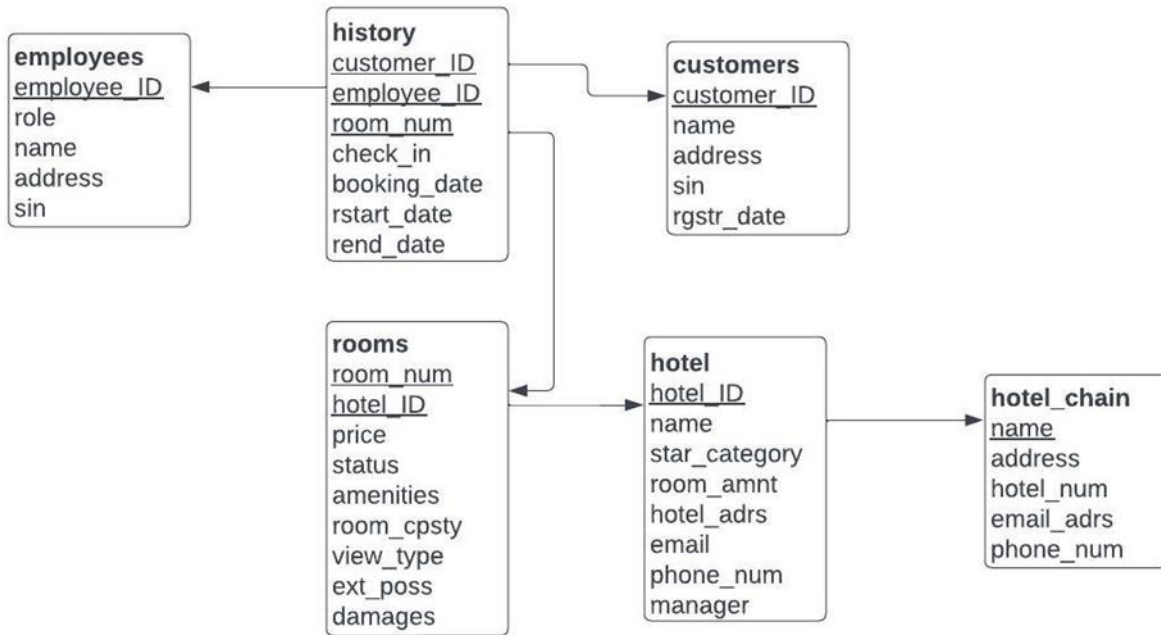 employees
employee_ID
role
name
address
sin
history
customer_ID
employee_ID
room_num
check_in
booking_date
rstart_date
rend_date
customers
customer_ID
name
address
sin
rgstr_date
rooms
room_num
hotel_ID
price
status
amenities
room_cpsty
view_type
ext_poss
damages
hotel
hotel_ID
name
star_category
room_amnt
hotel_adrs
email
phone_num
manager
hotel_chain
name
address
hotel_num
email_adrs
phone_num